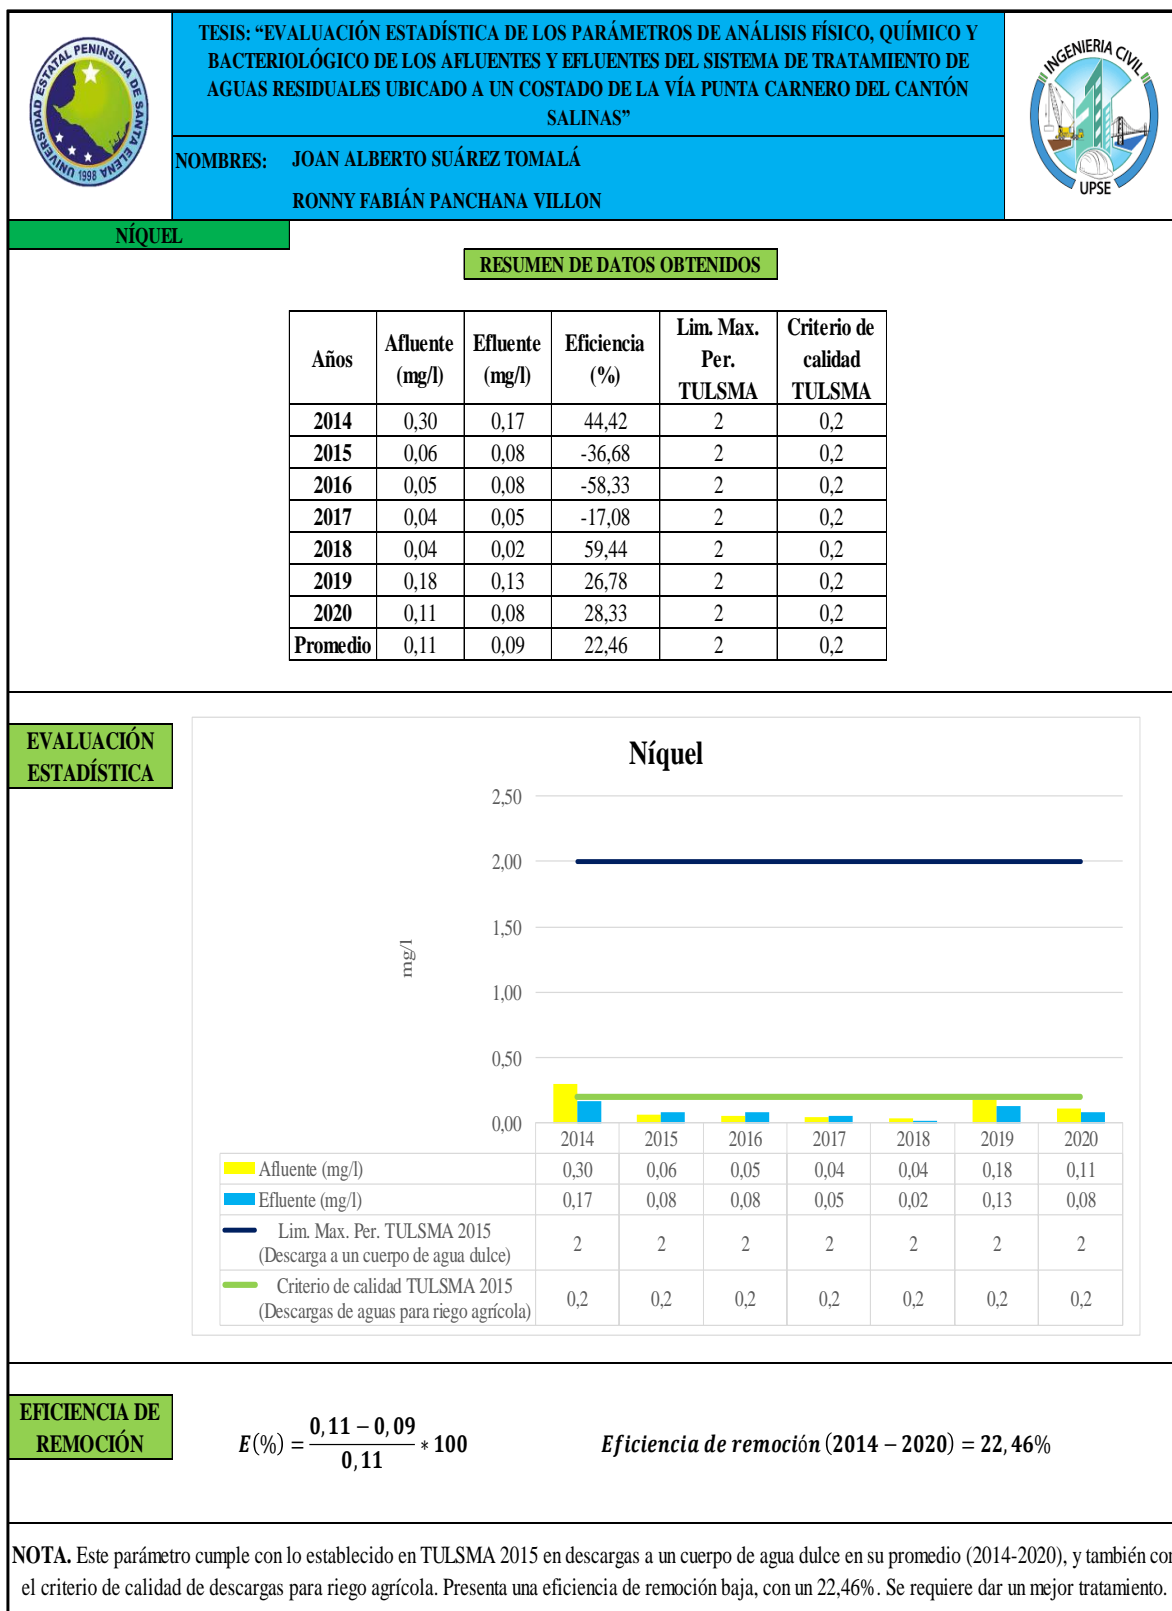 UNIVERSIDAD ESTATAL PENINSULA DE SANTA ELENA
1998
TESIS: “EVALUACIÓN ESTADÍSTICA DE LOS PARÁMETROS DE ANÁLISIS FÍSICO, QUÍMICO Y
BACTERIOLÓGICO DE LOS AFLUENTES Y EFLUENTES DEL SISTEMA DE TRATAMIENTO DE
AGUAS RESIDUALES UBICADO A UN COSTADO DE LA VÍA PUNTA CARNERO DEL CANTÓN
SALINAS”
NOMBRES: JOAN ALBERTO SUÁREZ TOMALÁ
RONNY FABIÁN PANCHANA VILLON
INGENIERIA CIVIL
UPSE
NÍQUEL
RESUMEN DE DATOS OBTENIDOS
Años Afluente (mg/l) Efluente (mg/l) Eficiencia (%) Lim. Max. Per. TULSMA Criterio de calidad TULSMA
2014 0,30 0,17 44,42 2 0,2
2015 0,06 0,08 -36,68 2 0,2
2016 0,05 0,08 -58,33 2 0,2
2017 0,04 0,05 -17,08 2 0,2
2018 0,04 0,02 59,44 2 0,2
2019 0,18 0,13 26,78 2 0,2
2020 0,11 0,08 28,33 2 0,2
Promedio 0,11 0,09 22,46 2 0,2
EVALUACIÓN
ESTADÍSTICA
Níquel
mg/l
2,50
2,00
1,50
1,00
0,50
0,00
2014 2015 2016 2017 2018 2019 2020
Afluente (mg/l) 0,30 0,06 0,05 0,04 0,04 0,18 0,11
Efluente (mg/l) 0,17 0,08 0,08 0,05 0,02 0,13 0,08
Lim. Max. Per. TULSMA 2015
(Descarga a un cuerpo de agua dulce) 2 2 2 2 2 2 2
Criterio de calidad TULSMA 2015
(Descargas de aguas para riego agrícola) 0,2 0,2 0,2 0,2 0,2 0,2 0,2
EFICIENCIA DE
REMOCIÓN
E(%) = (0,11 − 0,09) / 0,11 * 100
Eficiencia de remoción (2014 − 2020) = 22,46%
NOTA. Este parámetro cumple con lo establecido en TULSMA 2015 en descargas a un cuerpo de agua dulce en su promedio (2014-2020), y también con
el criterio de calidad de descargas para riego agrícola. Presenta una eficiencia de remoción baja, con un 22,46%. Se requiere dar un mejor tratamiento.